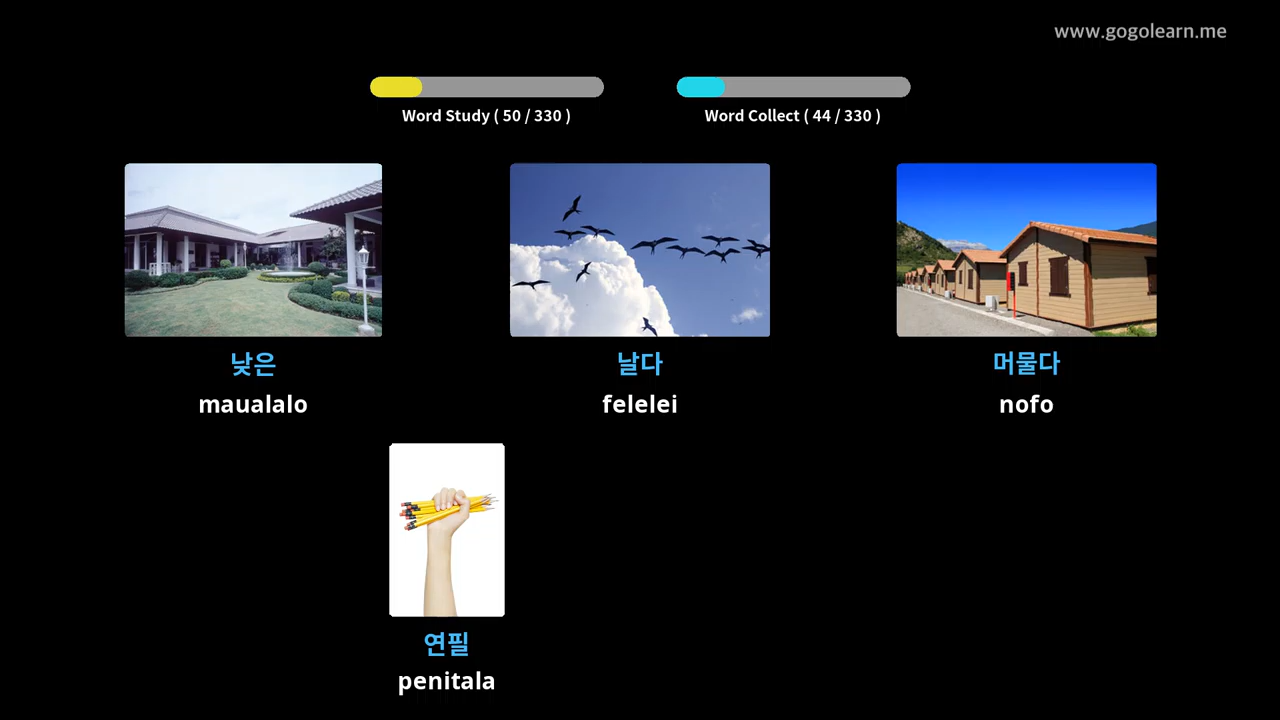 www.gogolearn.me
Word Study ( 50 / 330 )
Word Collect ( 44 / 330 )
낮은
maualalo
날다
felelei
머물다
nofo
연필
penitala